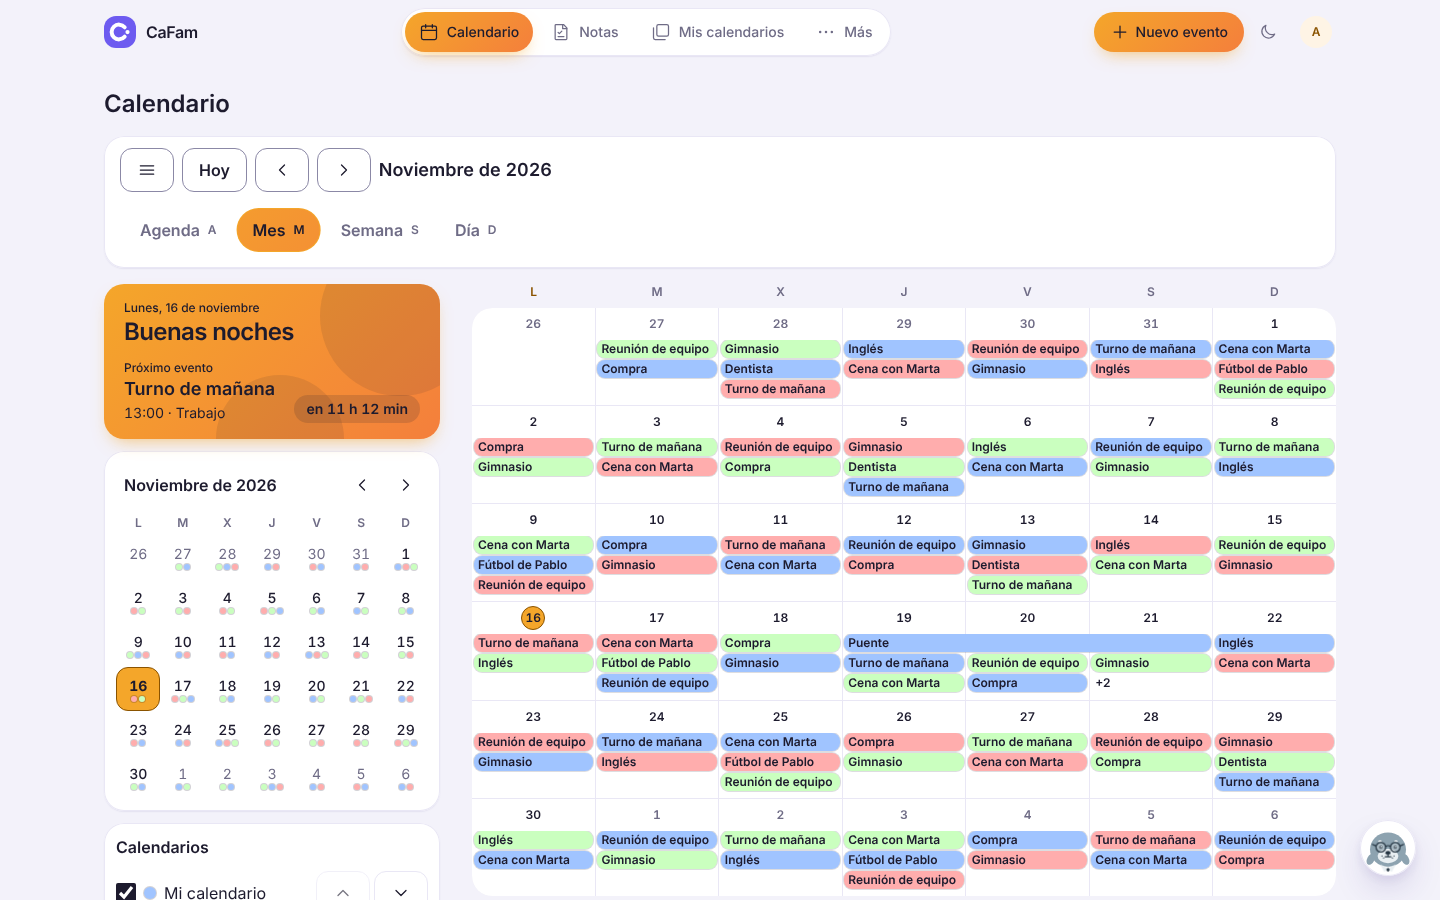 CaFam
Calendario
Notas
Mis calendarios
Más
Nuevo evento
A
Calendario
Hoy
Noviembre de 2026
Agenda A
Mes M
Semana S
Día D
Lunes, 16 de noviembre
Buenas noches
Próximo evento
Turno de mañana
13:00 · Trabajo
en 11 h 12 min
Noviembre de 2026
L M X J V S D
26 27 28 29 30 31 1
2 3 4 5 6 7 8
9 10 11 12 13 14 15
16 17 18 19 20 21 22
23 24 25 26 27 28 29
30 1 2 3 4 5 6
Calendarios
Mi calendario
L M X J V S D
26 27 28 29 30 31 1
Reunión de equipo Gimnasio Inglés Reunión de equipo Turno de mañana Cena con Marta
Compra Dentista Cena con Marta Gimnasio Inglés Fútbol de Pablo
Turno de mañana Reunión de equipo
2 3 4 5 6 7 8
Compra Turno de mañana Reunión de equipo Gimnasio Inglés Reunión de equipo Turno de mañana
Gimnasio Cena con Marta Compra Dentista Cena con Marta Gimnasio Inglés
Turno de mañana
9 10 11 12 13 14 15
Cena con Marta Compra Turno de mañana Reunión de equipo Gimnasio Inglés Reunión de equipo
Fútbol de Pablo Gimnasio Cena con Marta Compra Dentista Cena con Marta Gimnasio
Reunión de equipo Turno de mañana
16 17 18 19 20 21 22
Turno de mañana Cena con Marta Compra Puente Inglés
Inglés Fútbol de Pablo Gimnasio Turno de mañana Reunión de equipo Gimnasio Cena con Marta
Reunión de equipo Cena con Marta Compra +2
23 24 25 26 27 28 29
Reunión de equipo Turno de mañana Cena con Marta Compra Turno de mañana Reunión de equipo Gimnasio
Gimnasio Inglés Fútbol de Pablo Gimnasio Cena con Marta Compra Dentista
Reunión de equipo Turno de mañana
30 1 2 3 4 5 6
Inglés Reunión de equipo Turno de mañana Cena con Marta Compra Turno de mañana Reunión de equipo
Cena con Marta Gimnasio Inglés Fútbol de Pablo Gimnasio Cena con Marta Compra
Reunión de equipo